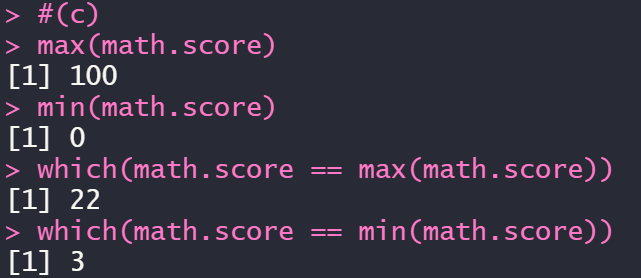 > #(c)
> max(math.score)
[1] 100
> min(math.score)
[1] 0
> which(math.score == max(math.score))
[1] 22
> which(math.score == min(math.score))
[1] 3